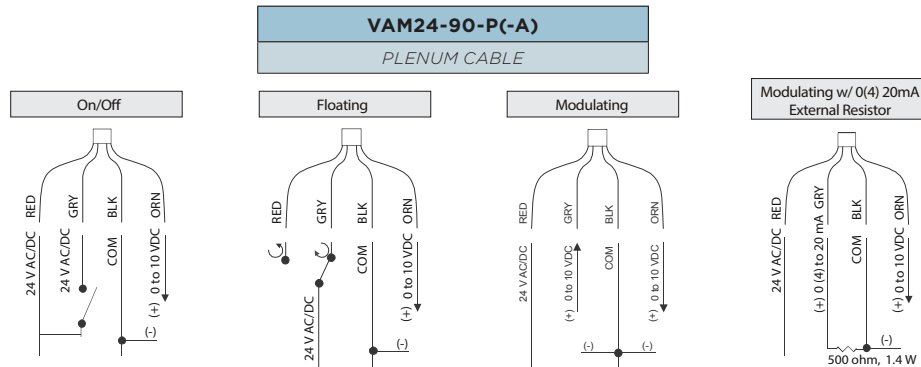 VAM24-90-P(-A)
PLENUM CABLE
On/Off
RED
GRY
BLK
ORN
24 V AC/DC
24 V AC/DC
COM
(+) 0 to 10 VDC
(-)
Floating
RED
GRY
BLK
ORN
24 V AC/DC
COM
(+) 0 to 10 VDC
(-)
Modulating
RED
GRY
BLK
ORN
24 V AC/DC
(+) 0 to 10 VDC
COM
(+) 0 to 10 VDC
(-)
(-)
Modulating w/ 0(4) 20mA
External Resistor
RED
GRY
BLK
ORN
24 V AC/DC
(+) 0 (4) to 20 mA
COM
(+) 0 to 10 VDC
(-)
500 ohm, 1.4 W